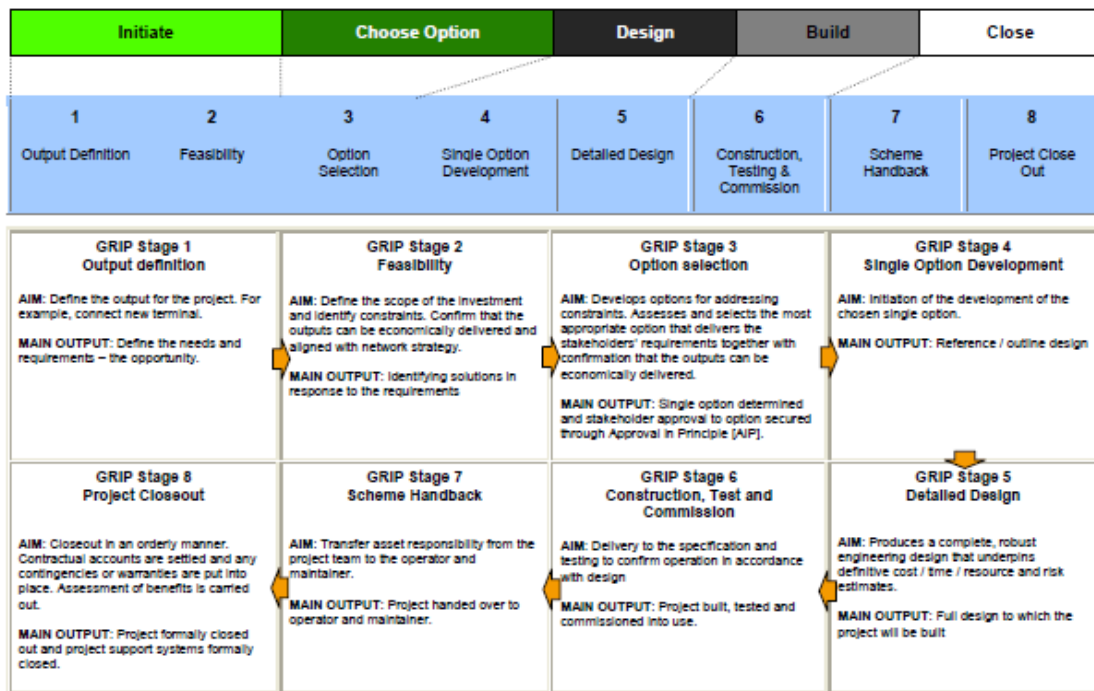 Initiate
Choose Option
Design
Build
Close
1
2
3
4
5
6
7
8
Output Definition
Feasibility
Option
Selection
Single Option
Development
Detailed Design
Construction,
Testing &
Commission
Scheme
Handback
Project Close
Out
GRIP Stage 1
Output definition
AIM: Define the output for the project. For
example, connect new terminal.
MAIN OUTPUT: Define the needs and
requirements – the opportunity.
GRIP Stage 2
Feasibility
AIM: Define the scope of the investment
and identify constraints. Confirm that the
outputs can be economically delivered and
aligned with network strategy.
MAIN OUTPUT: Identifying solutions in
response to the requirements
GRIP Stage 3
Option selection
AIM: Develops options for addressing
constraints. Assesses and selects the most
appropriate option that delivers the
stakeholders' requirements together with
confirmation that the outputs can be
economically delivered.
MAIN OUTPUT: Single option determined
and stakeholder approval to option secured
through Approval in Principle [AIP].
GRIP Stage 4
Single Option Development
AIM: Initiation of the development of the
chosen single option.
MAIN OUTPUT: Reference / outline design
GRIP Stage 8
Project Closeout
AIM: Closeout in an orderly manner.
Contractual accounts are settled and any
contingencies or warranties are put into
place. Assessment of benefits is carried
out.
MAIN OUTPUT: Project formally closed
out and project support systems formally
closed.
GRIP Stage 7
Scheme Handback
AIM: Transfer asset responsibility from the
project team to the operator and
maintainer.
MAIN OUTPUT: Project handed over to
operator and maintainer.
GRIP Stage 6
Construction, Test and
Commission
AIM: Delivery to the specification and
testing to confirm operation in accordance
with design
MAIN OUTPUT: Project built, tested and
commissioned into use.
GRIP Stage 5
Detailed Design
AIM: Produces a complete, robust
engineering design that underpins
definitive cost / time / resource and risk
estimates.
MAIN OUTPUT: Full design to which the
project will be built